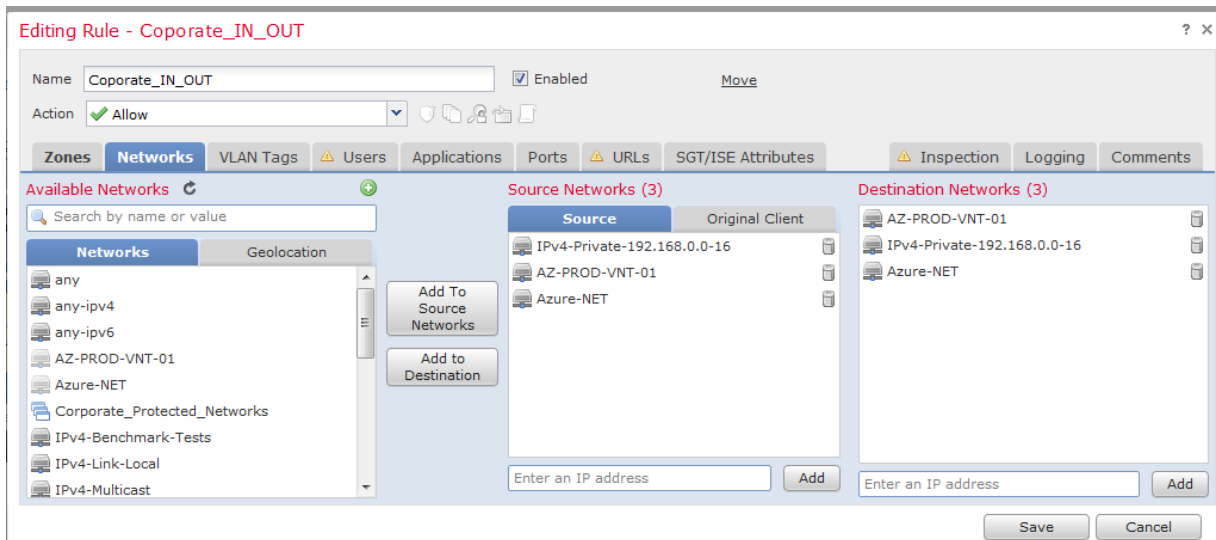 Editing Rule - Coporate_IN_OUT
? ×
Name Coporate_IN_OUT Enabled Move
Action Allow
Zones Networks VLAN Tags Users Applications Ports URLs SGT/ISE Attributes Inspection Logging Comments
Available Networks
Search by name or value
Networks Geolocation
any
any-ipv4
any-ipv6
AZ-PROD-VNT-01
Azure-NET
Corporate_Protected_Networks
IPv4-Benchmark-Tests
IPv4-Link-Local
IPv4-Multicast
Add To
Source
Networks
Add to
Destination
Source Networks (3)
Source Original Client
IPv4-Private-192.168.0.0-16
AZ-PROD-VNT-01
Azure-NET
Enter an IP address Add
Destination Networks (3)
AZ-PROD-VNT-01
IPv4-Private-192.168.0.0-16
Azure-NET
Enter an IP address Add
Save Cancel